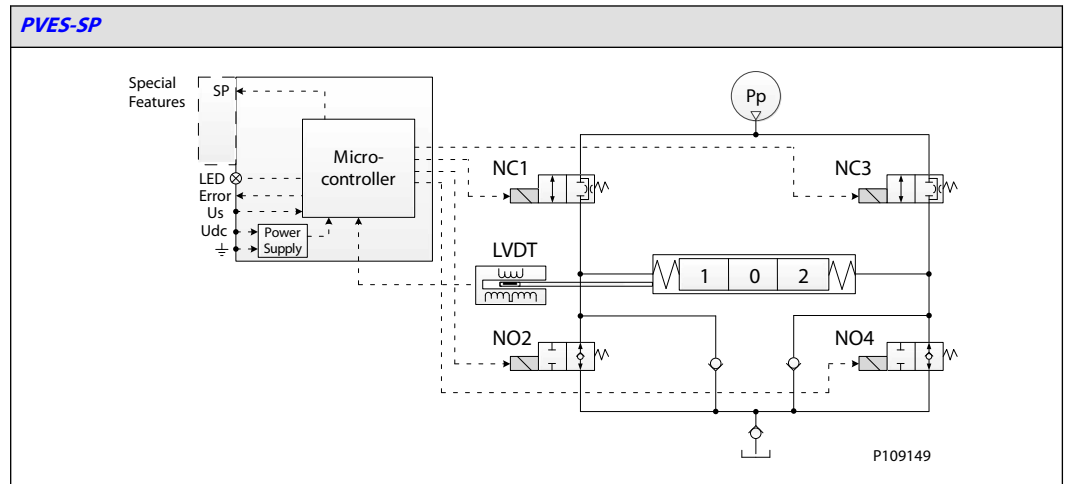 PVES-SP
Special
Features
SP
Pp
Micro-
controller
NC1
NC3
LED
Error
Us
Udc
Power
Supply
LVDT
1 0 2
NO2
NO4
P109149